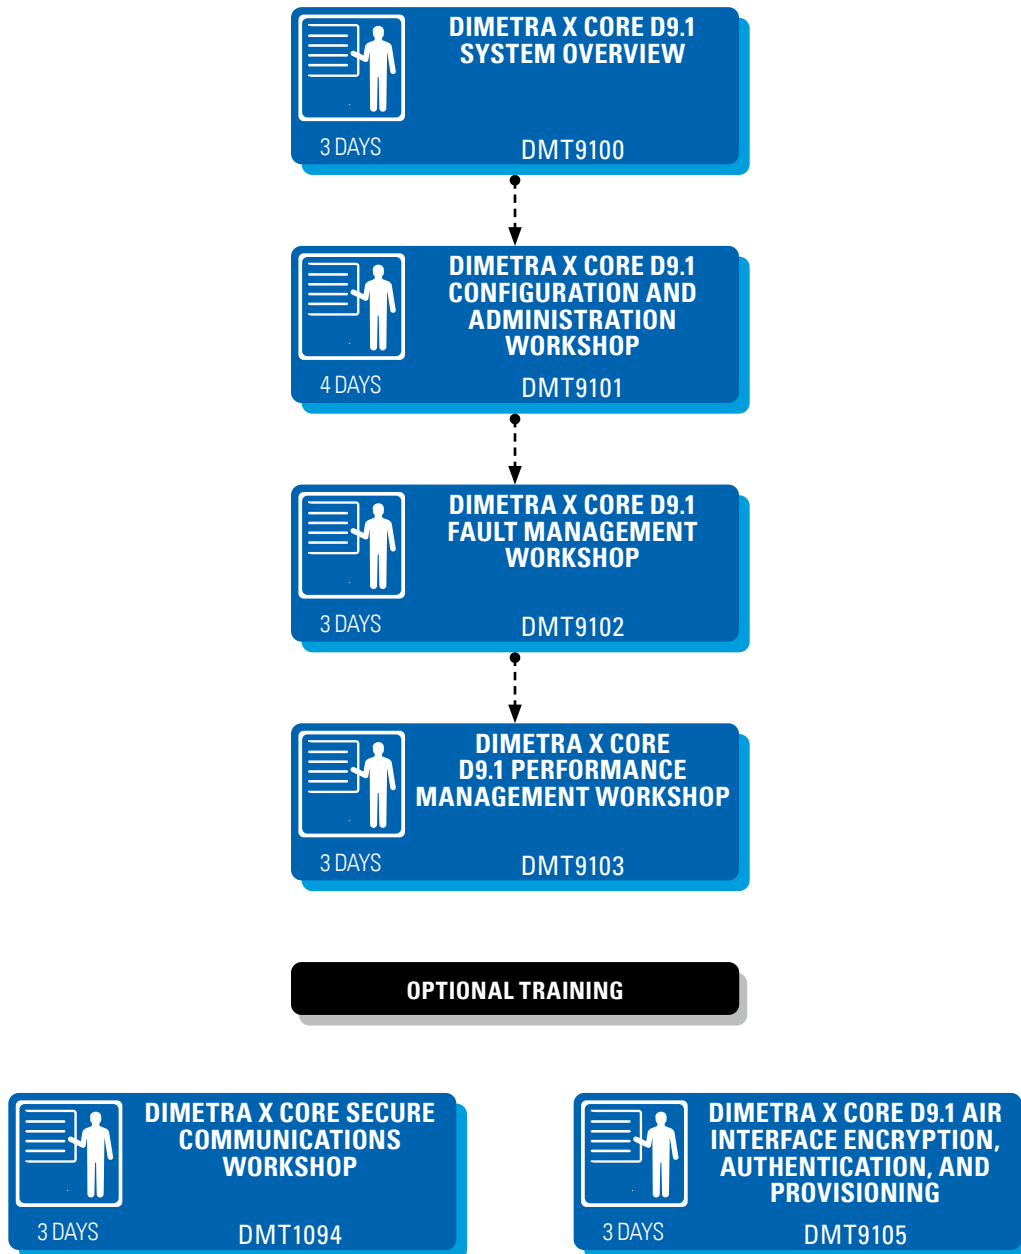 DIMETRA X CORE D9.1
SYSTEM OVERVIEW
3 DAYS
DMT9100
DIMETRA X CORE D9.1
CONFIGURATION AND
ADMINISTRATION
WORKSHOP
4 DAYS
DMT9101
DIMETRA X CORE D9.1
FAULT MANAGEMENT
WORKSHOP
3 DAYS
DMT9102
DIMETRA X CORE
D9.1 PERFORMANCE
MANAGEMENT WORKSHOP
3 DAYS
DMT9103
OPTIONAL TRAINING
DIMETRA X CORE SECURE
COMMUNICATIONS
WORKSHOP
3 DAYS
DMT1094
DIMETRA X CORE D9.1 AIR
INTERFACE ENCRYPTION,
AUTHENTICATION, AND
PROVISIONING
3 DAYS
DMT9105